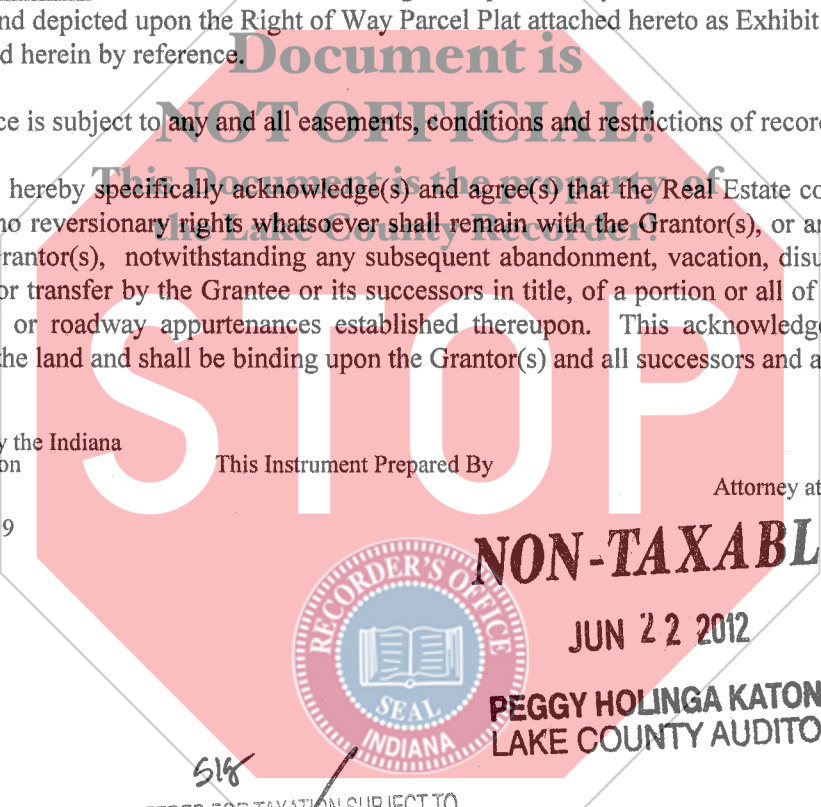 nd depicted upon the Right of Way Parcel Plat attached hereto as Exhibit
d herein by reference.
Document is
NOT OFFICIAL!
ce is subject to any and all easements, conditions and restrictions of recor
This Document is the property of
the Lake County Recorder!
hereby specifically acknowledge(s) and agree(s) that the Real Estate co
no reversionary rights whatsoever shall remain with the Grantor(s), or a
rantor(s), notwithstanding any subsequent abandonment, vacation, disu
or transfer by the Grantee or its successors in title, of a portion or all of
or roadway appurtenances established thereupon. This acknowledg
the land and shall be binding upon the Grantor(s) and all successors and a
STOP
y the Indiana
on
This Instrument Prepared By
Attorney at
9
NON-TAXABL
JUN 22 2012
RECORDER'S OFFICE
SEAL
INDIANA
PEGGY HOLINGA KATON
LAKE COUNTY AUDITO
FOR TAXATION SUBJECT TO